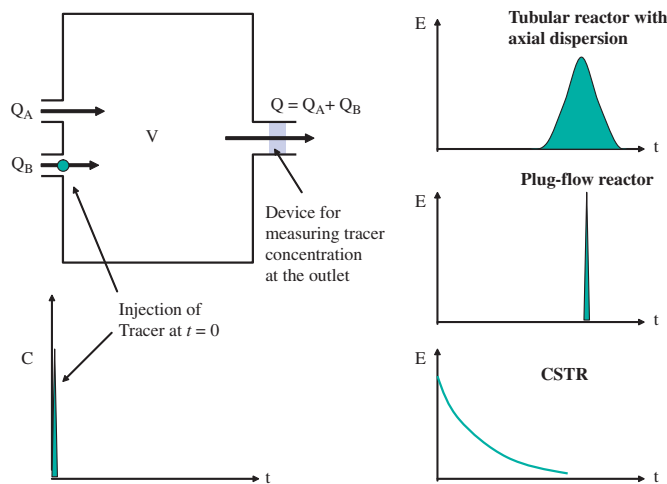 Q_A
Q_B
V
Q = Q_A + Q_B
Device for
measuring tracer
concentration
at the outlet
Injection of
Tracer at t = 0
C
t
E
Tubular reactor with
axial dispersion
t
Plug-flow reactor
E
t
E
CSTR
t